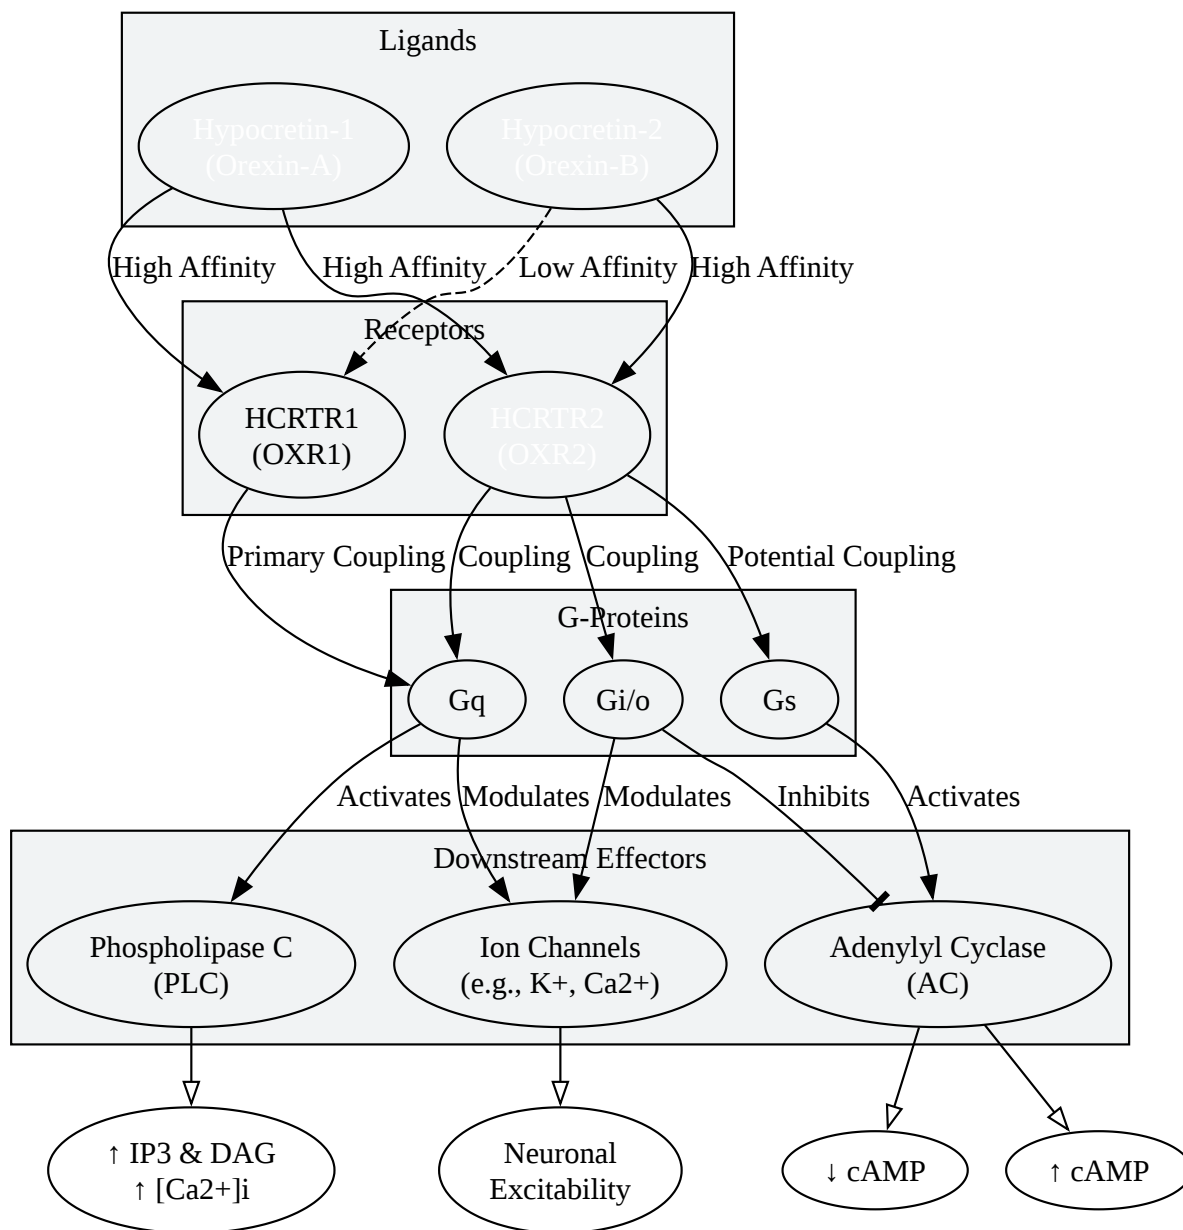 Ligands
Hypocretin-1
(Orexin-A)
Hypocretin-2
(Orexin-B)
High Affinity
High Affinity
Low Affinity
High Affinity
Receptors
HCRTR1
(OXR1)
HCRTR2
(OXR2)
Primary Coupling
Coupling
Coupling
Potential Coupling
G-Proteins
Gq
Gi/o
Gs
Activates
Modulates
Modulates
Inhibits
Activates
Downstream Effectors
Phospholipase C
(PLC)
Ion Channels
(e.g., K+, Ca2+)
Adenylyl Cyclase
(AC)
↑ IP3 & DAG
↑ [Ca2+]i
Neuronal
Excitability
↓ cAMP
↑ cAMP